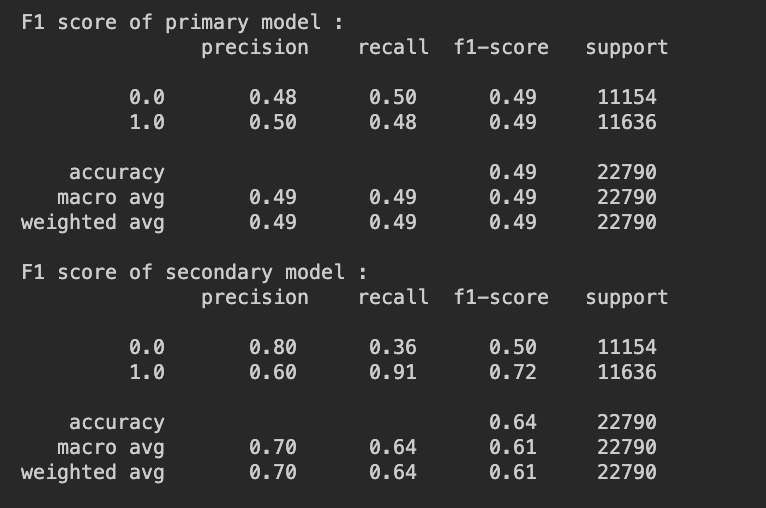 F1 score of primary model :
precision recall f1-score support
0.0 0.48 0.50 0.49 11154
1.0 0.50 0.48 0.49 11636
accuracy 0.49 22790
macro avg 0.49 0.49 0.49 22790
weighted avg 0.49 0.49 0.49 22790
F1 score of secondary model :
precision recall f1-score support
0.0 0.80 0.36 0.50 11154
1.0 0.60 0.91 0.72 11636
accuracy 0.64 22790
macro avg 0.70 0.64 0.61 22790
weighted avg 0.70 0.64 0.61 22790